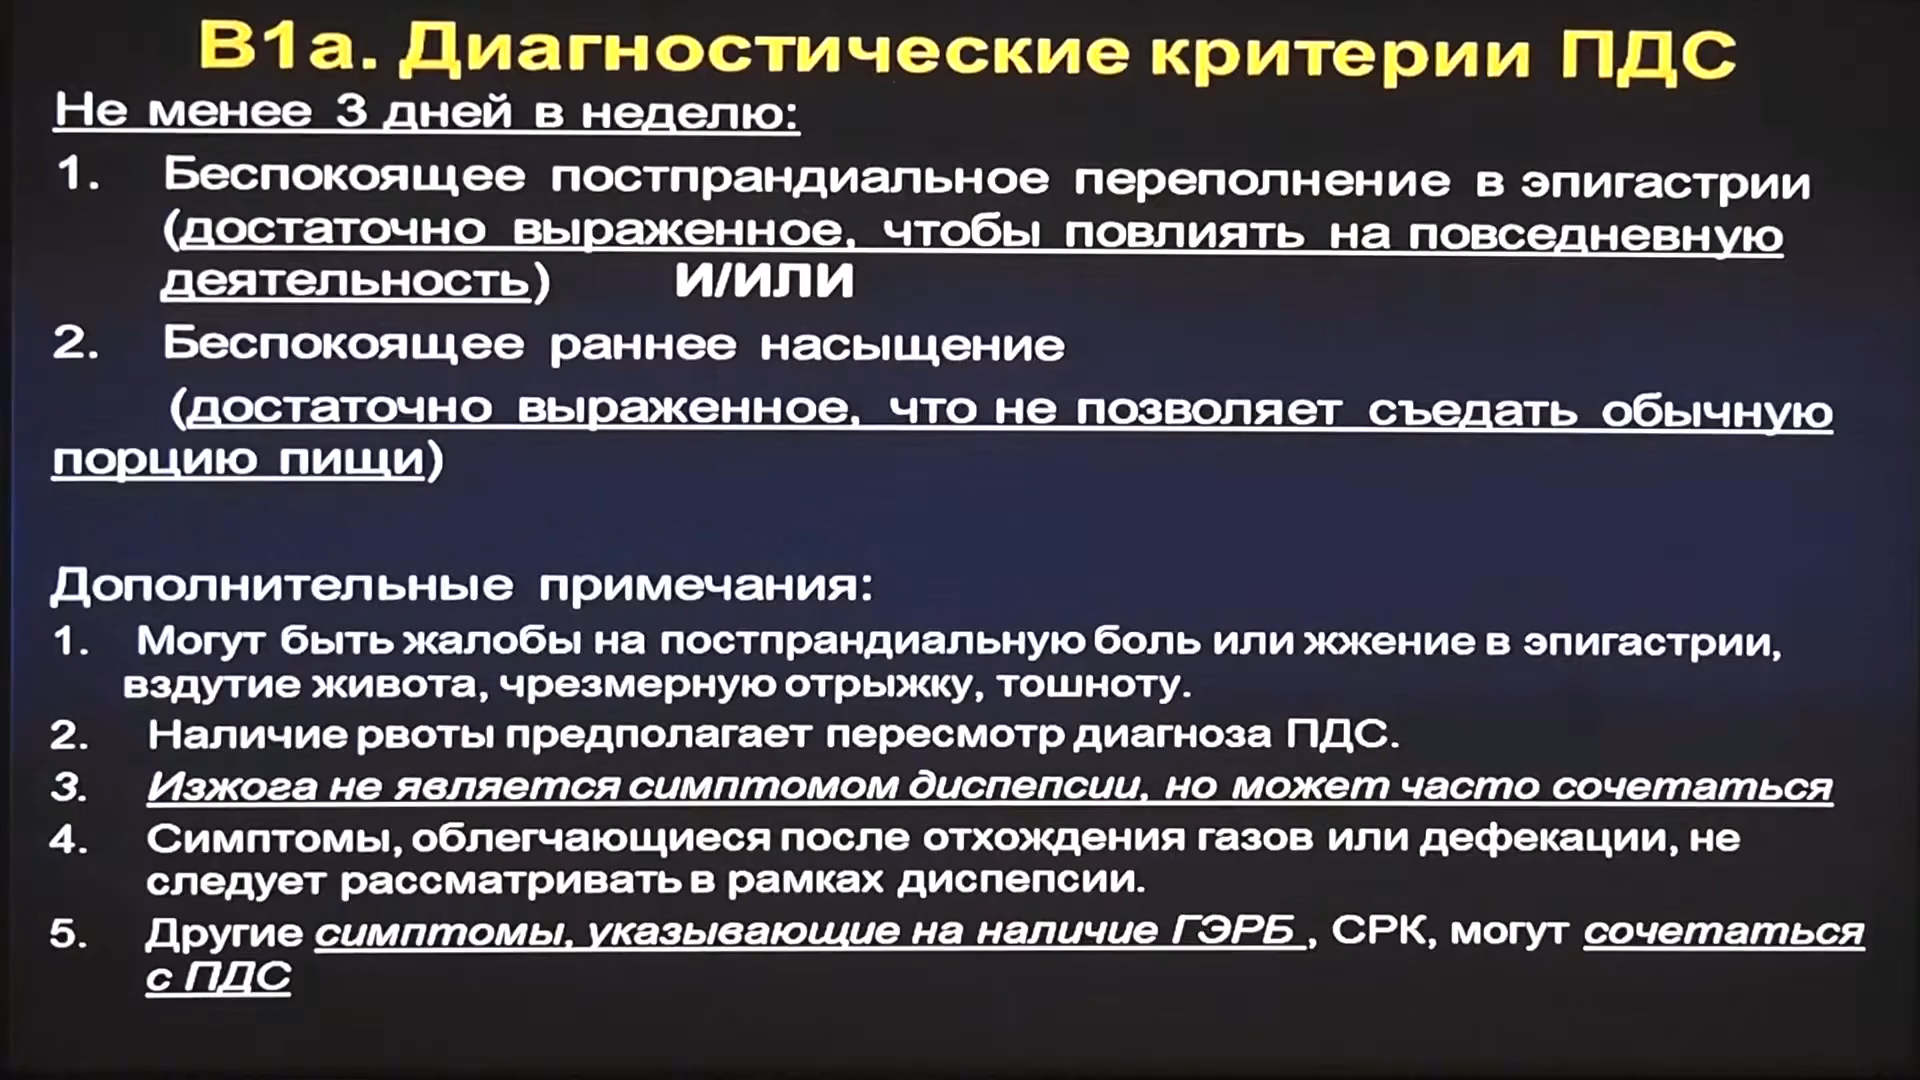 В1а. Диагностические критерии ПДС
Не менее 3 дней в неделю:
1. Беспокоящее постпрандиальное переполнение в эпигастрии
(достаточно выраженное, чтобы повлиять на повседневную
деятельность) И/ИЛИ
2. Беспокоящее раннее насыщение
(достаточно выраженное, что не позволяет съедать обычную
порцию пищи)
Дополнительные примечания:
1. Могут быть жалобы на постпрандиальную боль или жжение в эпигастрии,
вздутие живота, чрезмерную отрыжку, тошноту.
2. Наличие рвоты предполагает пересмотр диагноза ПДС.
3. Изжога не является симптомом диспепсии, но может часто сочетаться
4. Симптомы, облегчающиеся после отхождения газов или дефекации, не
следует рассматривать в рамках диспепсии.
5. Другие симптомы, указывающие на наличие ГЭРБ , СРК, могут сочетаться
с ПДС